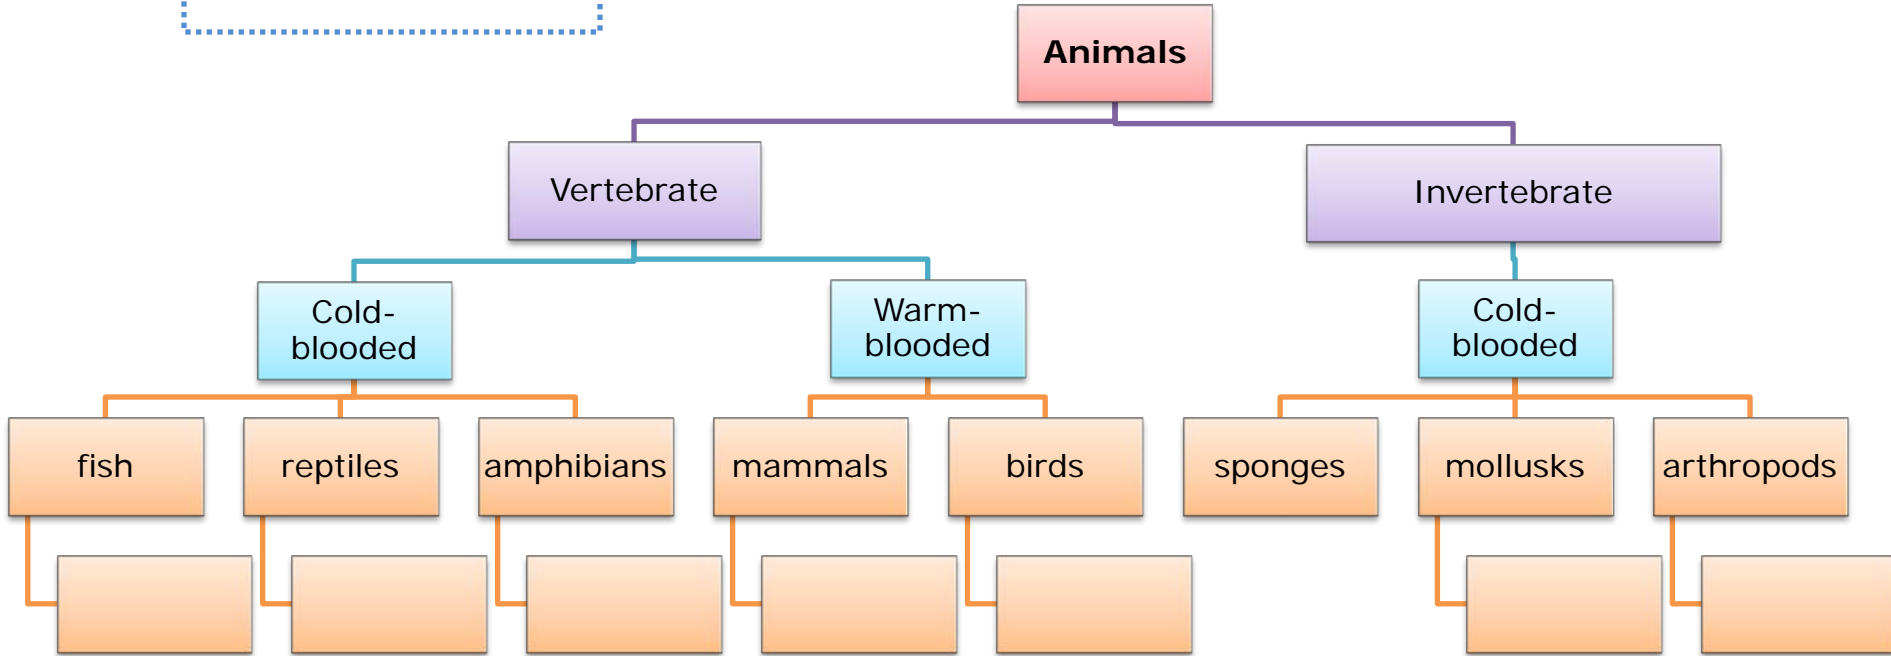 Animals
Vertebrate
Invertebrate
Cold-
blooded
Warm-
blooded
Cold-
blooded
fish
reptiles
amphibians
mammals
birds
sponges
mollusks
arthropods